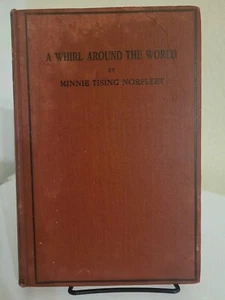 A WHIRL AROUND THE WORLD
BY
MINNIE TISING NORFLEET